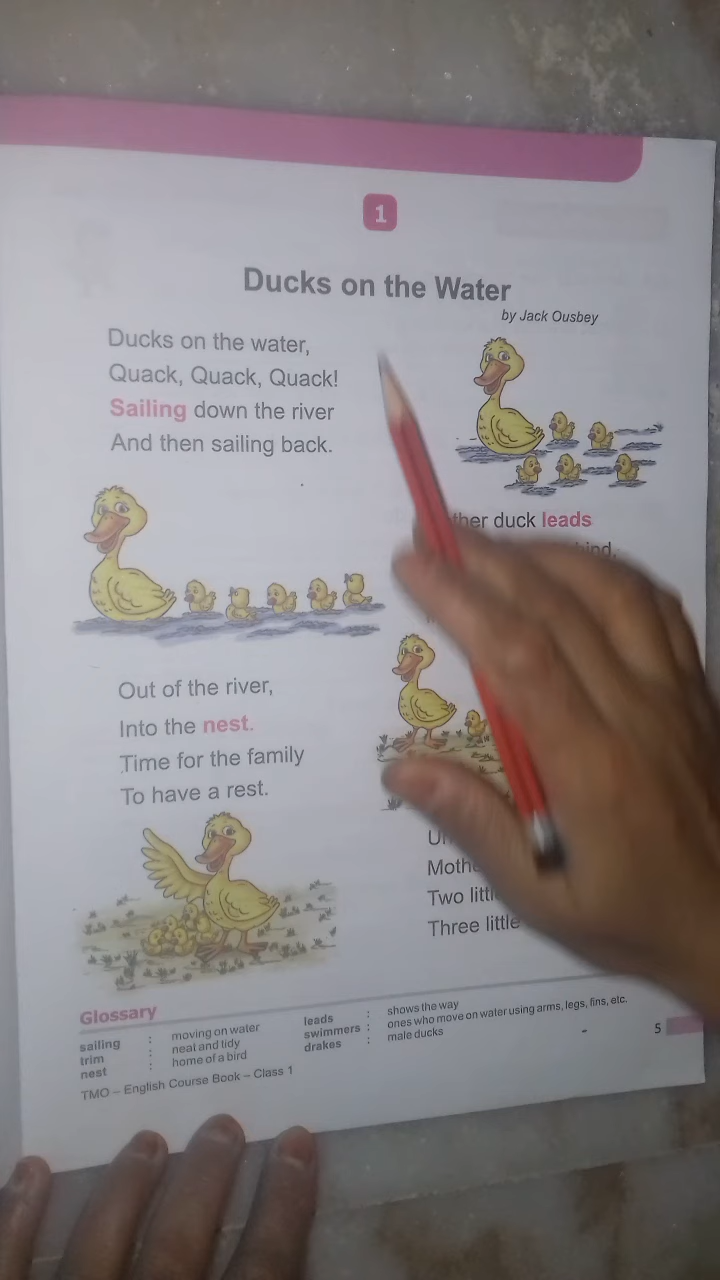 1
Ducks on the Water
by Jack Ousbey
Ducks on the water,
Quack, Quack, Quack!
Sailing down the river
And then sailing back.
duck leads
Out of the river,
Into the nest.
Time for the family
To have a rest.
Two
Three little
Glossary
sailing : moving on water
trim : neat and tidy
nest : home of a bird
leads : shows the way
swimmers : ones who move on water using arms, legs, fins, etc.
drakes : male ducks
TMO – English Course Book – Class 1
5